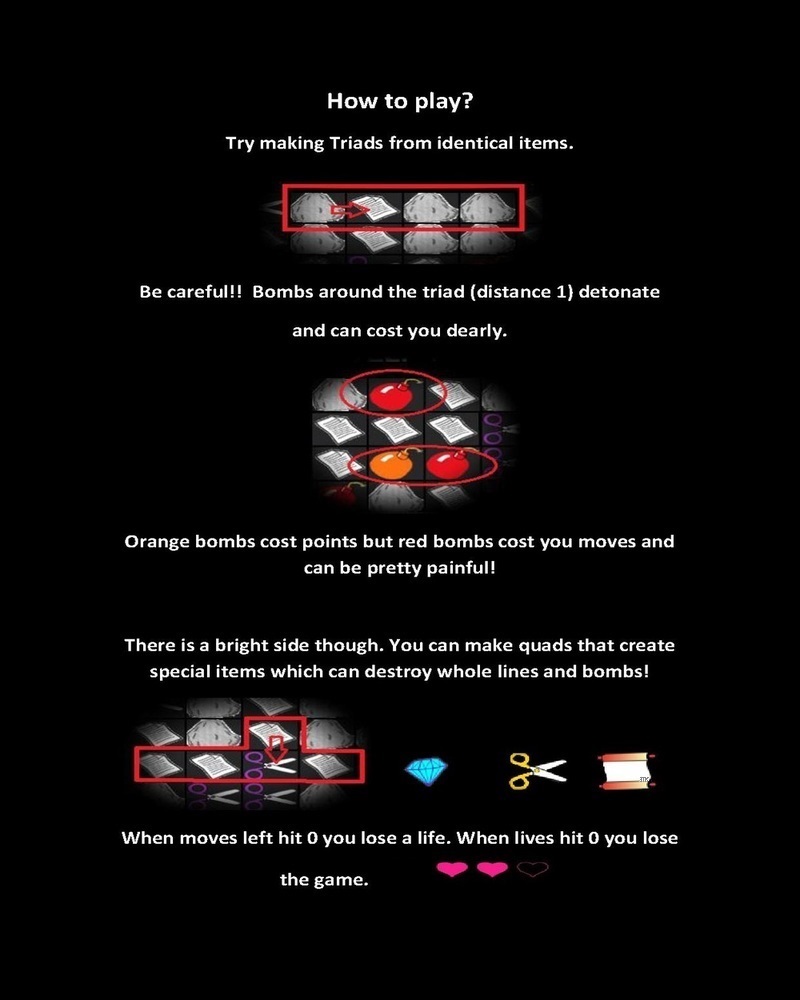 How to play?
Try making Triads from identical items.
Be careful!! Bombs around the triad (distance 1) detonate
and can cost you dearly.
Orange bombs cost points but red bombs cost you moves and
can be pretty painful!
There is a bright side though. You can make quads that create
special items which can destroy whole lines and bombs!
When moves left hit 0 you lose a life. When lives hit 0 you lose
the game.